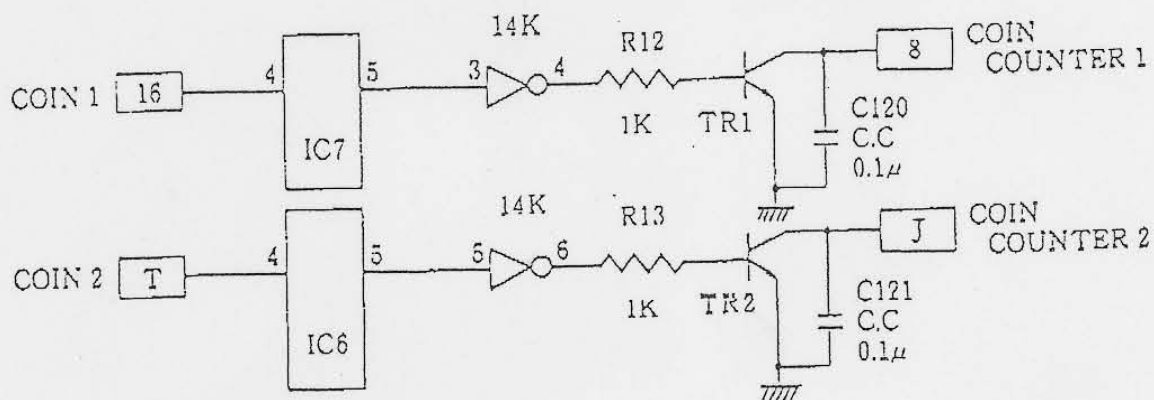 14K
R12
8
COIN
COUNTER 1
COIN 1
16
4
5
3
4
1K
TR1
C120
C.C
0.1μ
IC7
14K
R13
J
COIN
COUNTER 2
COIN 2
T
4
5
5
6
1K
TR2
C121
C.C
0.1μ
IC6